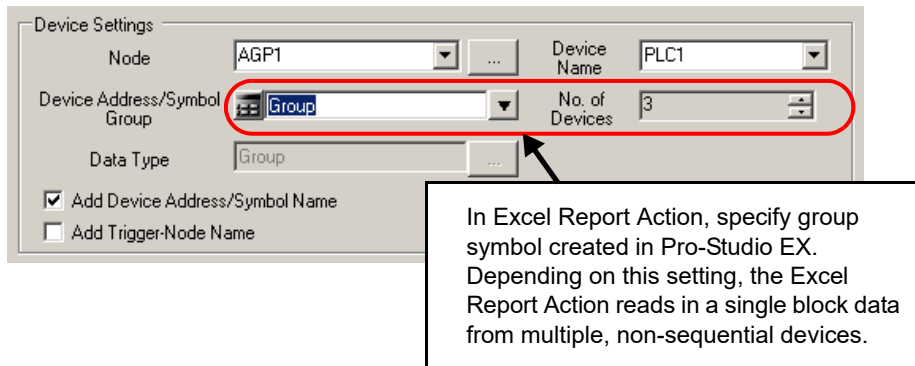 Device Settings
Node AGP1 ... Device Name PLC1
Device Address/Symbol Group Group No. of Devices 3
Data Type Group ...
Add Device Address/Symbol Name
Add Trigger-Node Name
In Excel Report Action, specify group
symbol created in Pro-Studio EX.
Depending on this setting, the Excel
Report Action reads in a single block data
from multiple, non-sequential devices.